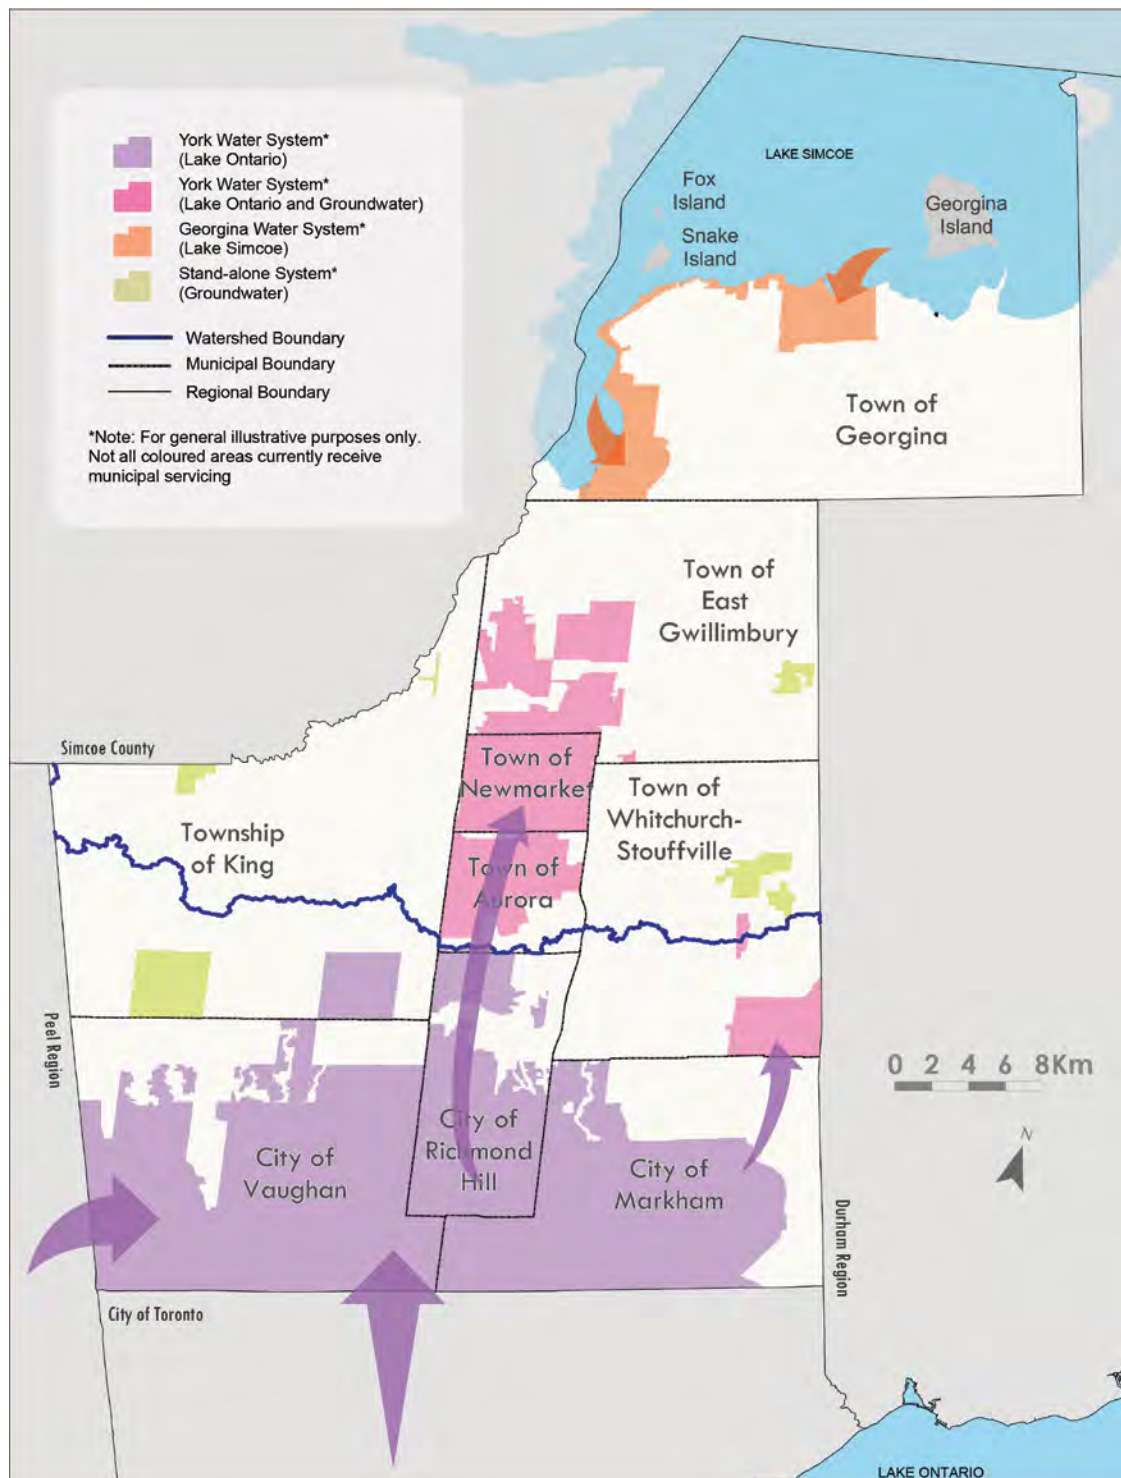 York Water System*
(Lake Ontario)
York Water System*
(Lake Ontario and Groundwater)
Georgina Water System*
(Lake Simcoe)
Stand-alone System*
(Groundwater)
Watershed Boundary
Municipal Boundary
Regional Boundary
*Note: For general illustrative purposes only.
Not all coloured areas currently receive
municipal servicing
LAKE SIMCOE
Fox
Island
Snake
Island
Georgina
Island
Town of
Georgina
Town of
East
Gwillimbury
Simcoe County
Town of
Newmarket
Town of
Whitchurch-
Stouffville
Township
of King
Town of
Aurora
Peel Region
0 2 4 6 8Km
N
City of
Richmond
Hill
City of
Vaughan
City of
Markham
Durham Region
City of Toronto
LAKE ONTARIO